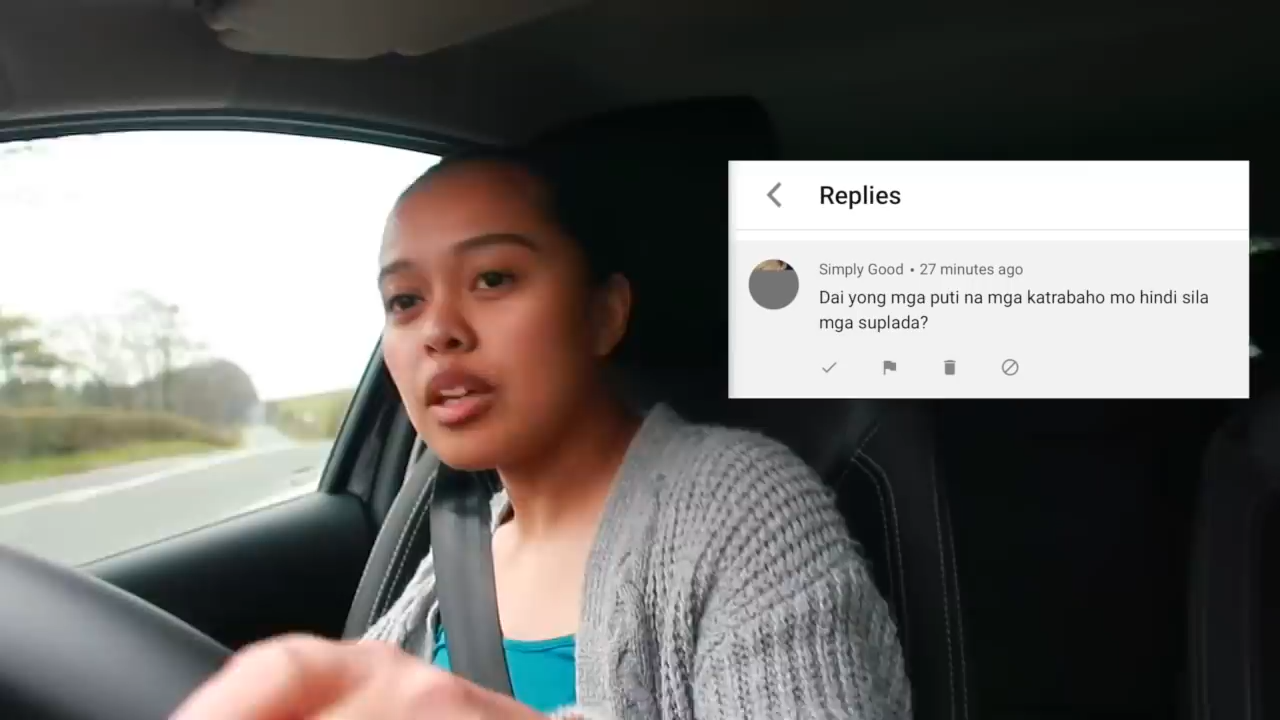 Replies
Simply Good • 27 minutes ago
Dai yong mga puti na mga katrabaho mo hindi sila
mga suplada?